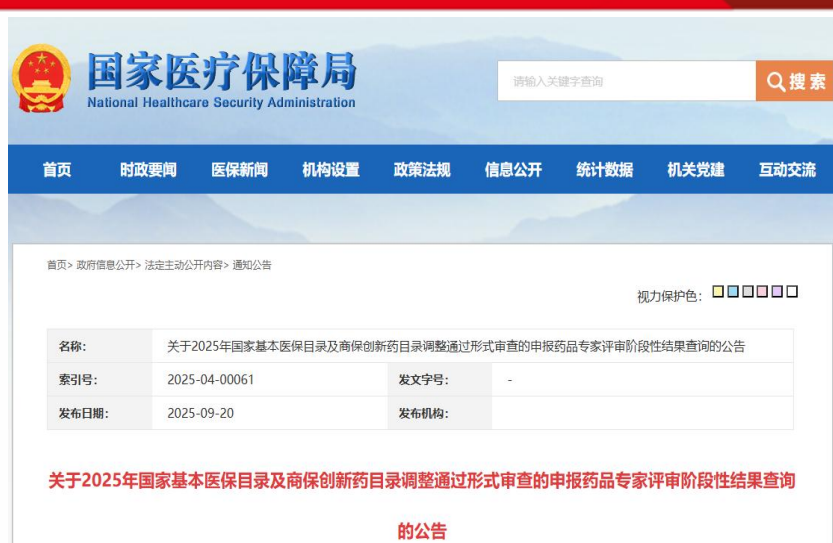 国家医疗保障局
National Healthcare Security Administration
请输入关键字查询
搜索
首页 时政要闻 医保新闻 机构设置 政策法规 信息公开 统计数据 机关党建 互动交流
首页> 政府信息公开> 法定主动公开内容> 通知公告
视力保护色：
名称： 关于2025年国家基本医保目录及商保创新药目录调整通过形式审查的申报药品专家评审阶段性结果查询的公告
索引号： 2025-04-00061 发文字号： -
发布日期： 2025-09-20 发布机构：
关于2025年国家基本医保目录及商保创新药目录调整通过形式审查的申报药品专家评审阶段性结果查询
的公告